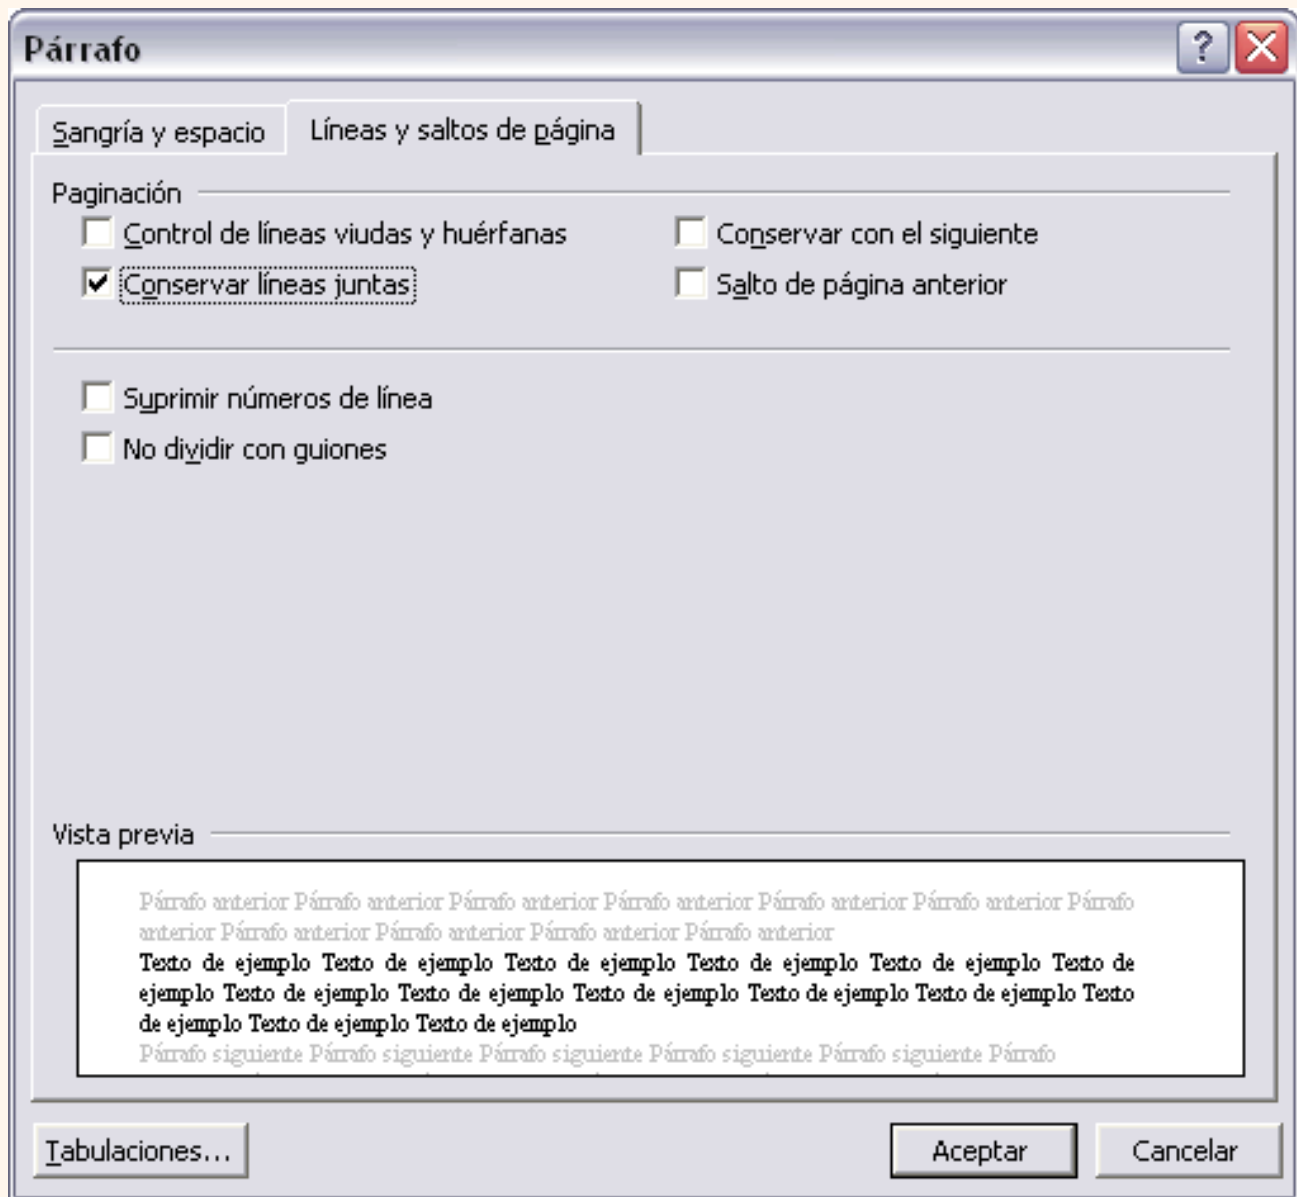 Párrafo
Sangría y espacio
Líneas y saltos de página
Paginación
Control de líneas viudas y huérfanas
Conservar con el siguiente
Conservar líneas juntas
Salto de página anterior
Suprimir números de línea
No dividir con guiones
Vista previa
Párrafo anterior Párrafo anterior Párrafo anterior Párrafo anterior Párrafo anterior Párrafo anterior Párrafo
anterior Párrafo anterior Párrafo anterior Párrafo anterior Párrafo anterior
Texto de ejemplo Texto de ejemplo Texto de ejemplo Texto de ejemplo Texto de ejemplo Texto de
ejemplo Texto de ejemplo Texto de ejemplo Texto de ejemplo Texto de ejemplo Texto de ejemplo Texto
de ejemplo Texto de ejemplo Texto de ejemplo
Párrafo siguiente Párrafo siguiente Párrafo siguiente Párrafo siguiente Párrafo siguiente Párrafo
Tabulaciones...
Aceptar
Cancelar